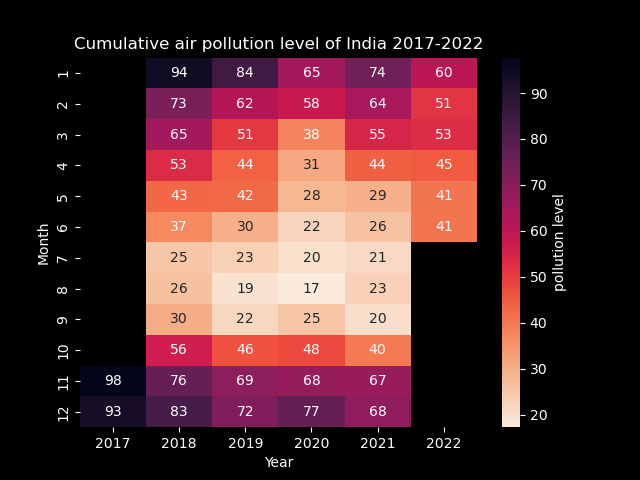 Cumulative air pollution level of India 2017-2022
1 94 84 65 74 60
2 73 62 58 64 51
3 65 51 38 55 53
4 53 44 31 44 45
5 43 42 28 29 41
6 37 30 22 26 41
7 25 23 20 21
8 26 19 17 23
9 30 22 25 20
10 56 46 48 40
11 98 76 69 68 67
12 93 83 72 77 68
2017 2018 2019 2020 2021 2022
Year
Month
90
80
70
60
50
40
30
20
pollution level